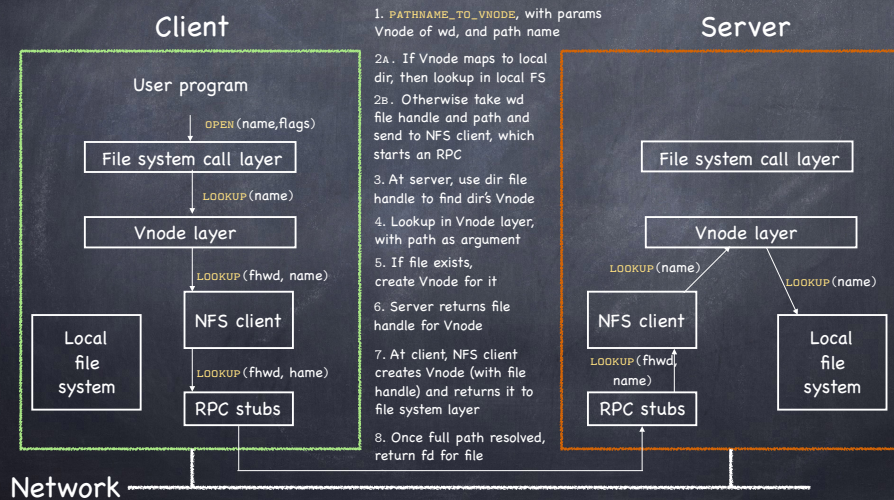 Client
User program
OPEN(name,flags)
File system call layer
LOOKUP(name)
Vnode layer
LOOKUP(fhwd, name)
NFS client
Local
file
system
LOOKUP(fhwd, hame)
RPC stubs
1. PATHNAME_TO_VNODE, with params
Vnode of wd, and path name
2A. If Vnode maps to local
dir, then lookup in local FS
2B. Otherwise take wd
file handle and path and
send to NFS client, which
starts an RPC
3. At server, use dir file
handle to find dir's Vnode
4. Lookup in Vnode layer,
with path as argument
5. If file exists,
create Vnode for it
6. Server returns file
handle for Vnode
7. At client, NFS client
creates Vnode (with file
handle) and returns it to
file system layer
8. Once full path resolved,
return fd for file
Server
File system call layer
Vnode layer
LOOKUP(name)
LOOKUP(name)
NFS client
Local
file
system
LOOKUP(fhwd,
name)
RPC stubs
Network